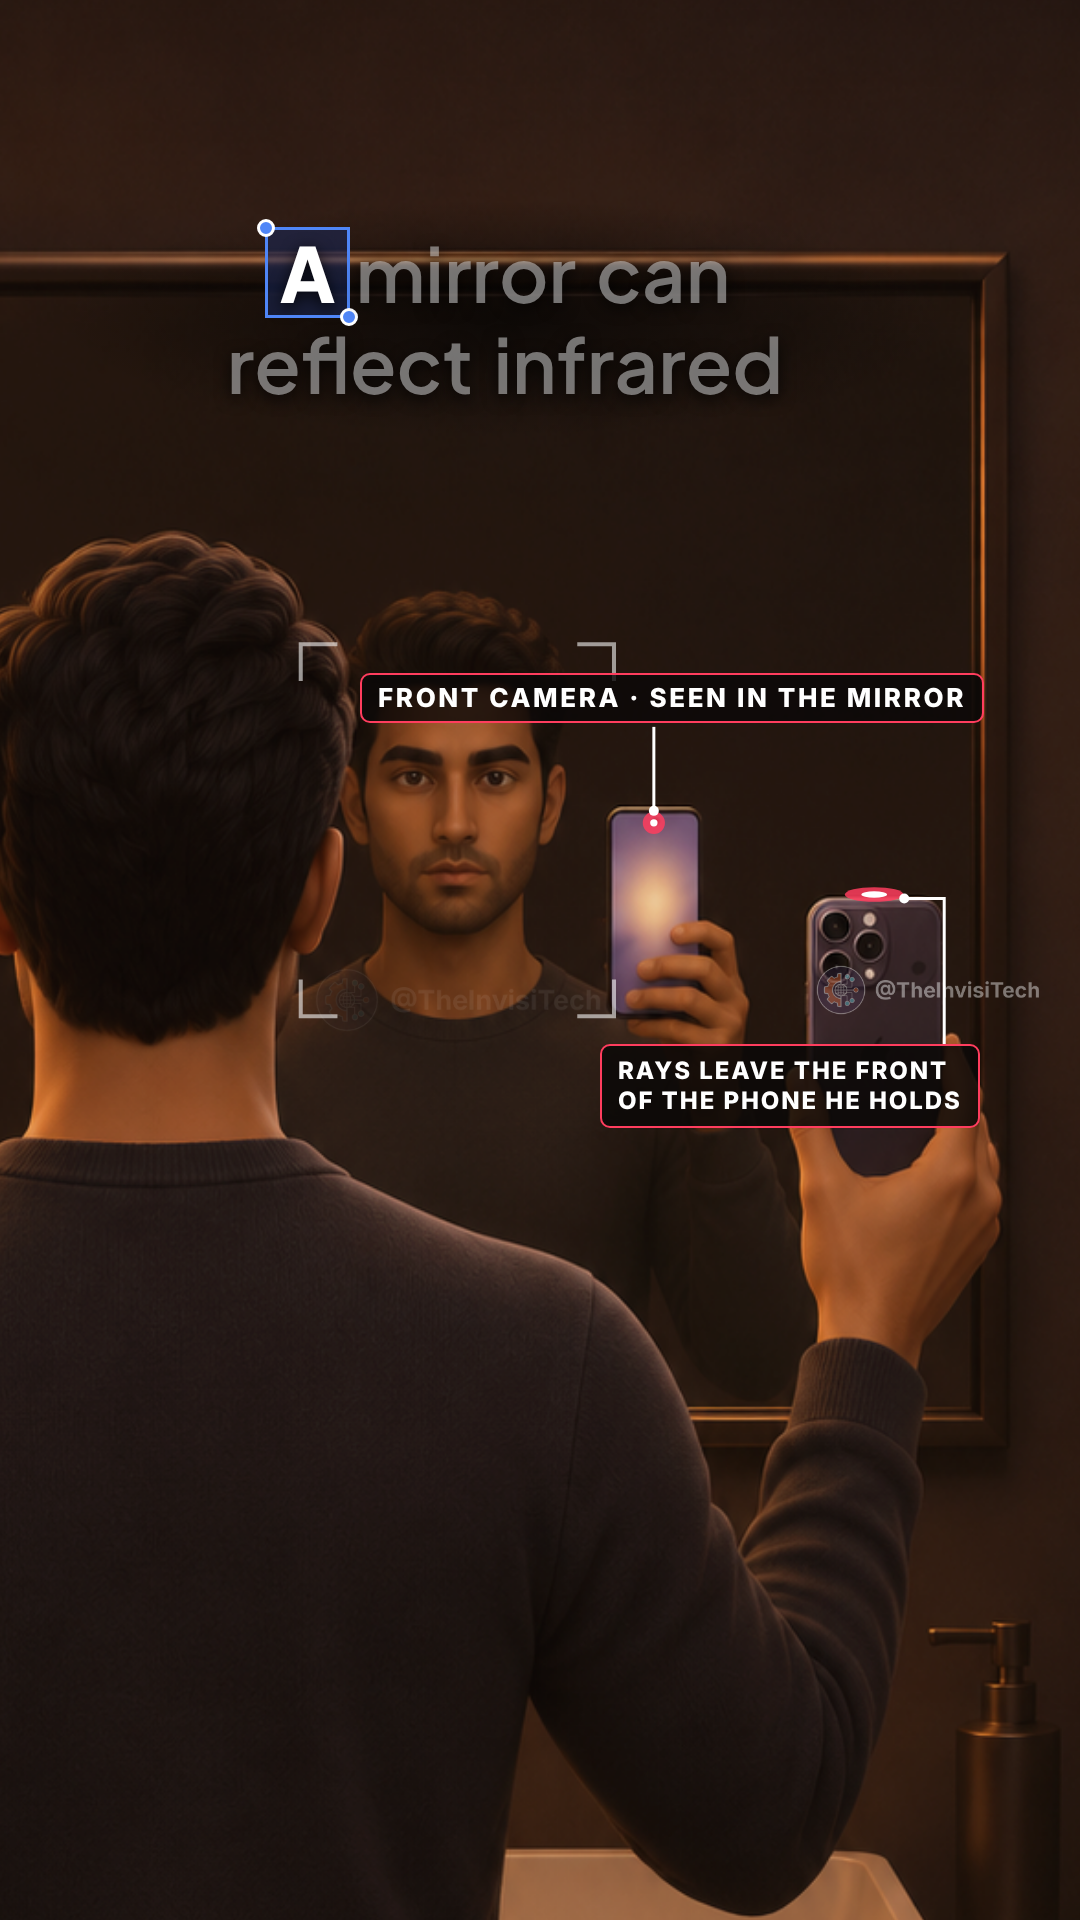 A mirror can
reflect infrared
FRONT CAMERA · SEEN IN THE MIRROR
@TheInvisiTech
@TheInvisiTech
RAYS LEAVE THE FRONT
OF THE PHONE HE HOLDS